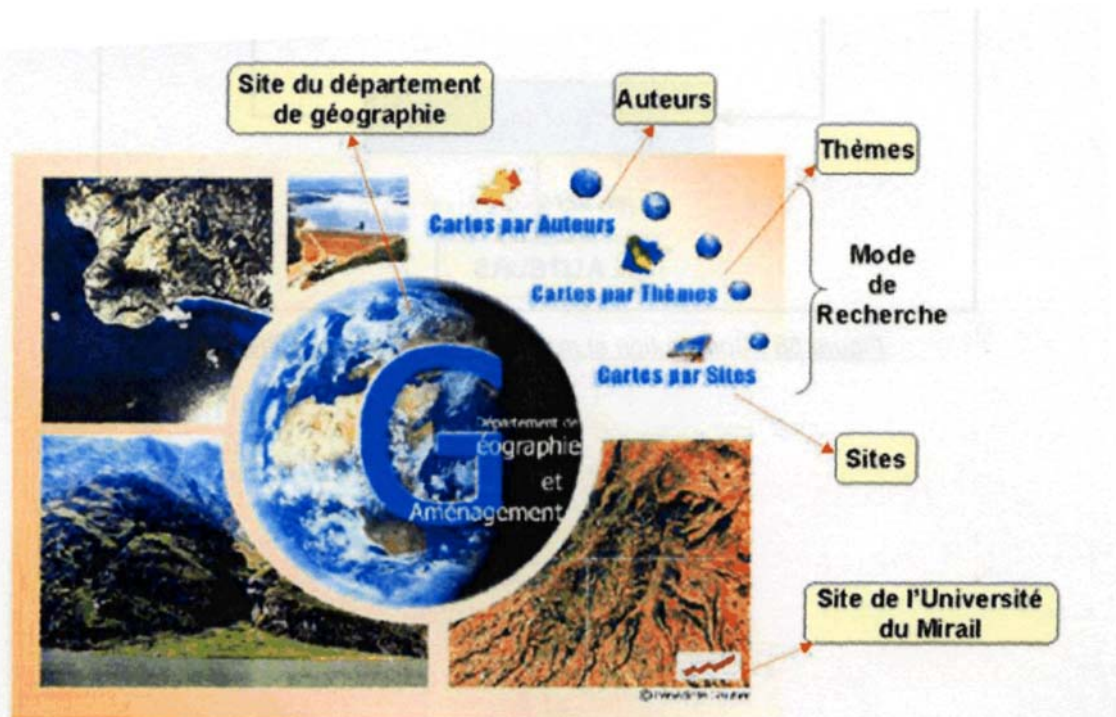 Site du département
de géographie
Auteurs
Thèmes
Cartes par Auteurs
Cartes par Thèmes
Cartes par Sites
Mode
de
Recherche
G
Département de
éographie
et
Aménagement
Sites
Site de l'Université
du Mirail